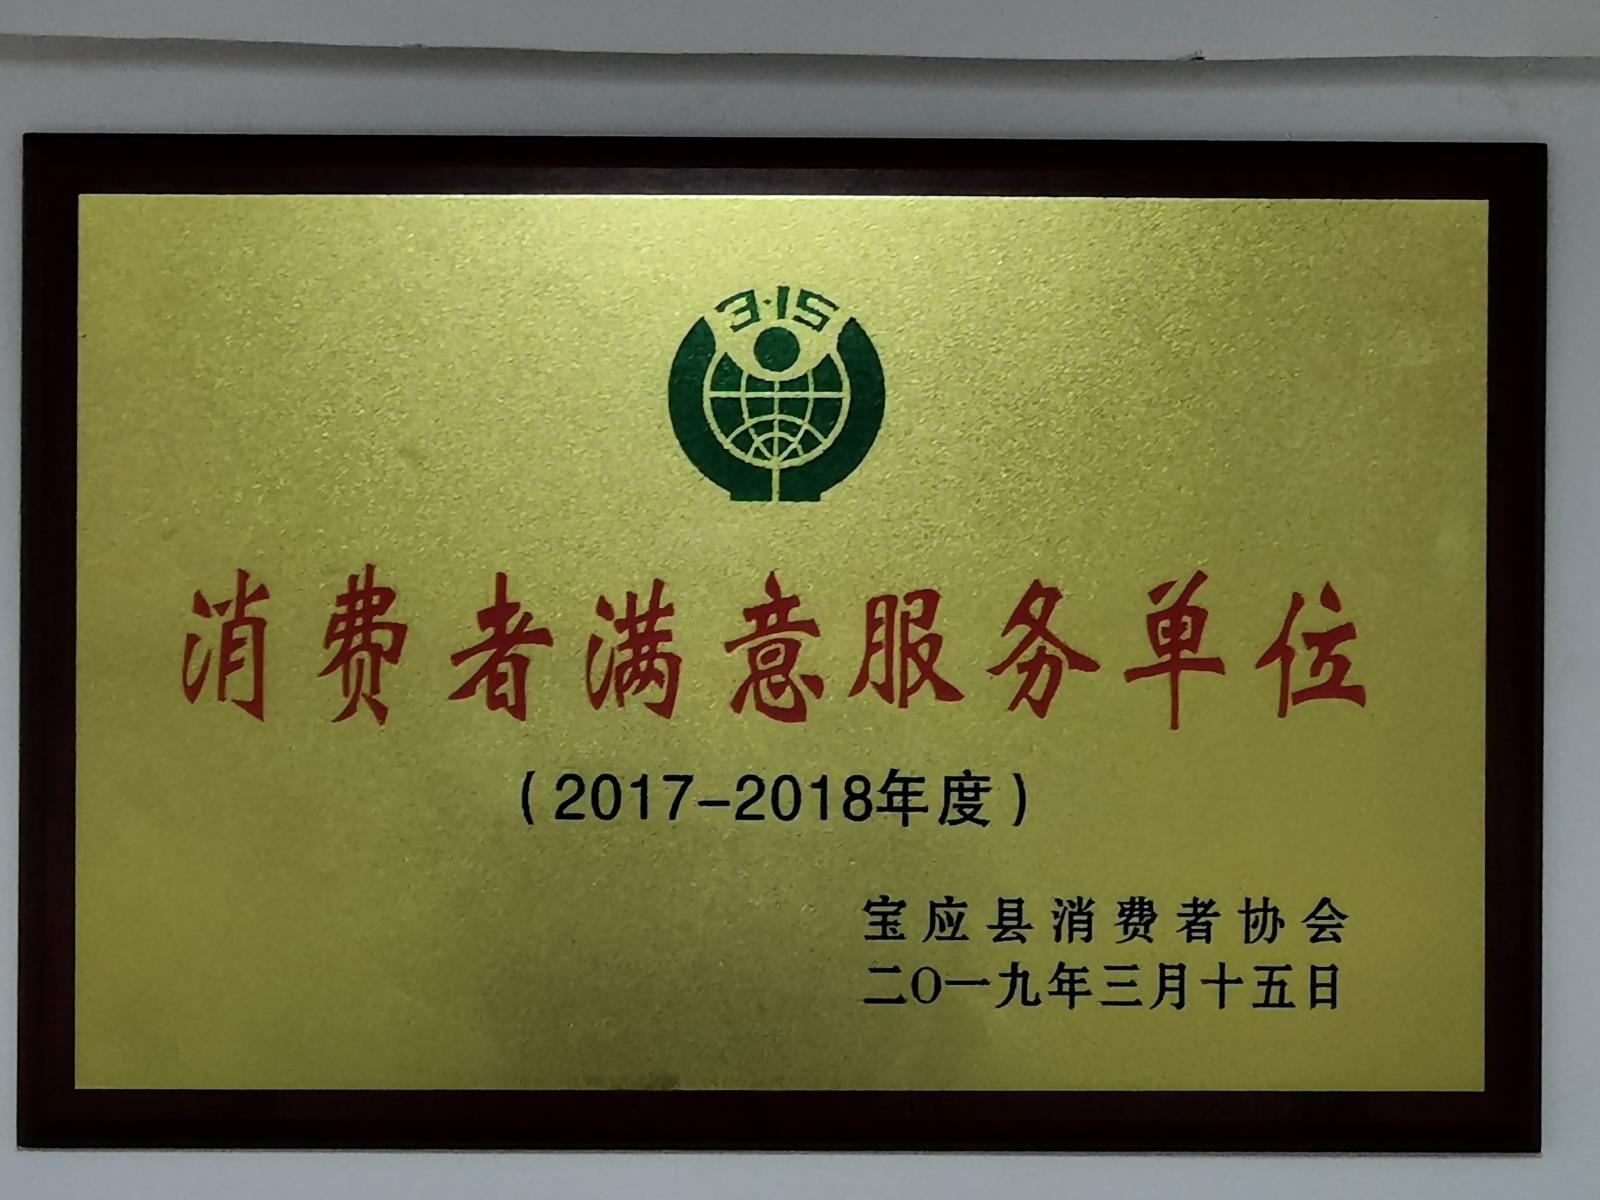 3·15
消费者满意服务单位
（2017-2018年度）
宝应县消费者协会
二〇一九年三月十五日